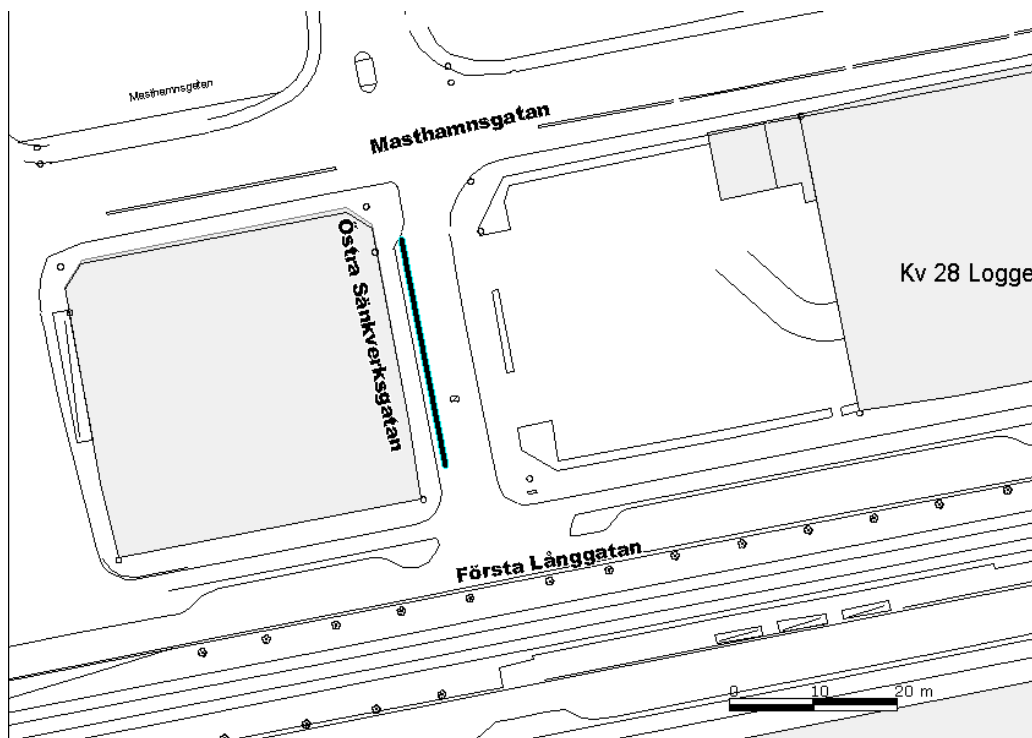 Masthamnsgatan
Masthamnsgatan
Östra Sänkverksgatan
Kv 28 Logge
Första Långgatan
0 10 20 m